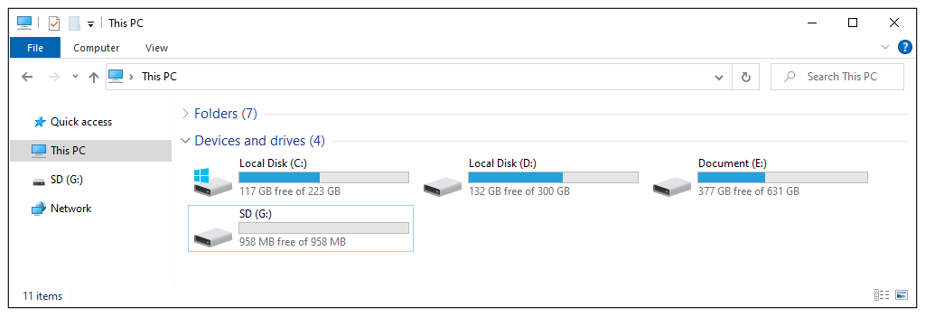 This PC
File Computer View
This PC
Search This PC
Folders (7)
Devices and drives (4)
Quick access
This PC
SD (G:)
Network
Local Disk (C:)
117 GB free of 223 GB
Local Disk (D:)
132 GB free of 300 GB
Document (E:)
377 GB free of 631 GB
SD (G:)
958 MB free of 958 MB
11 items